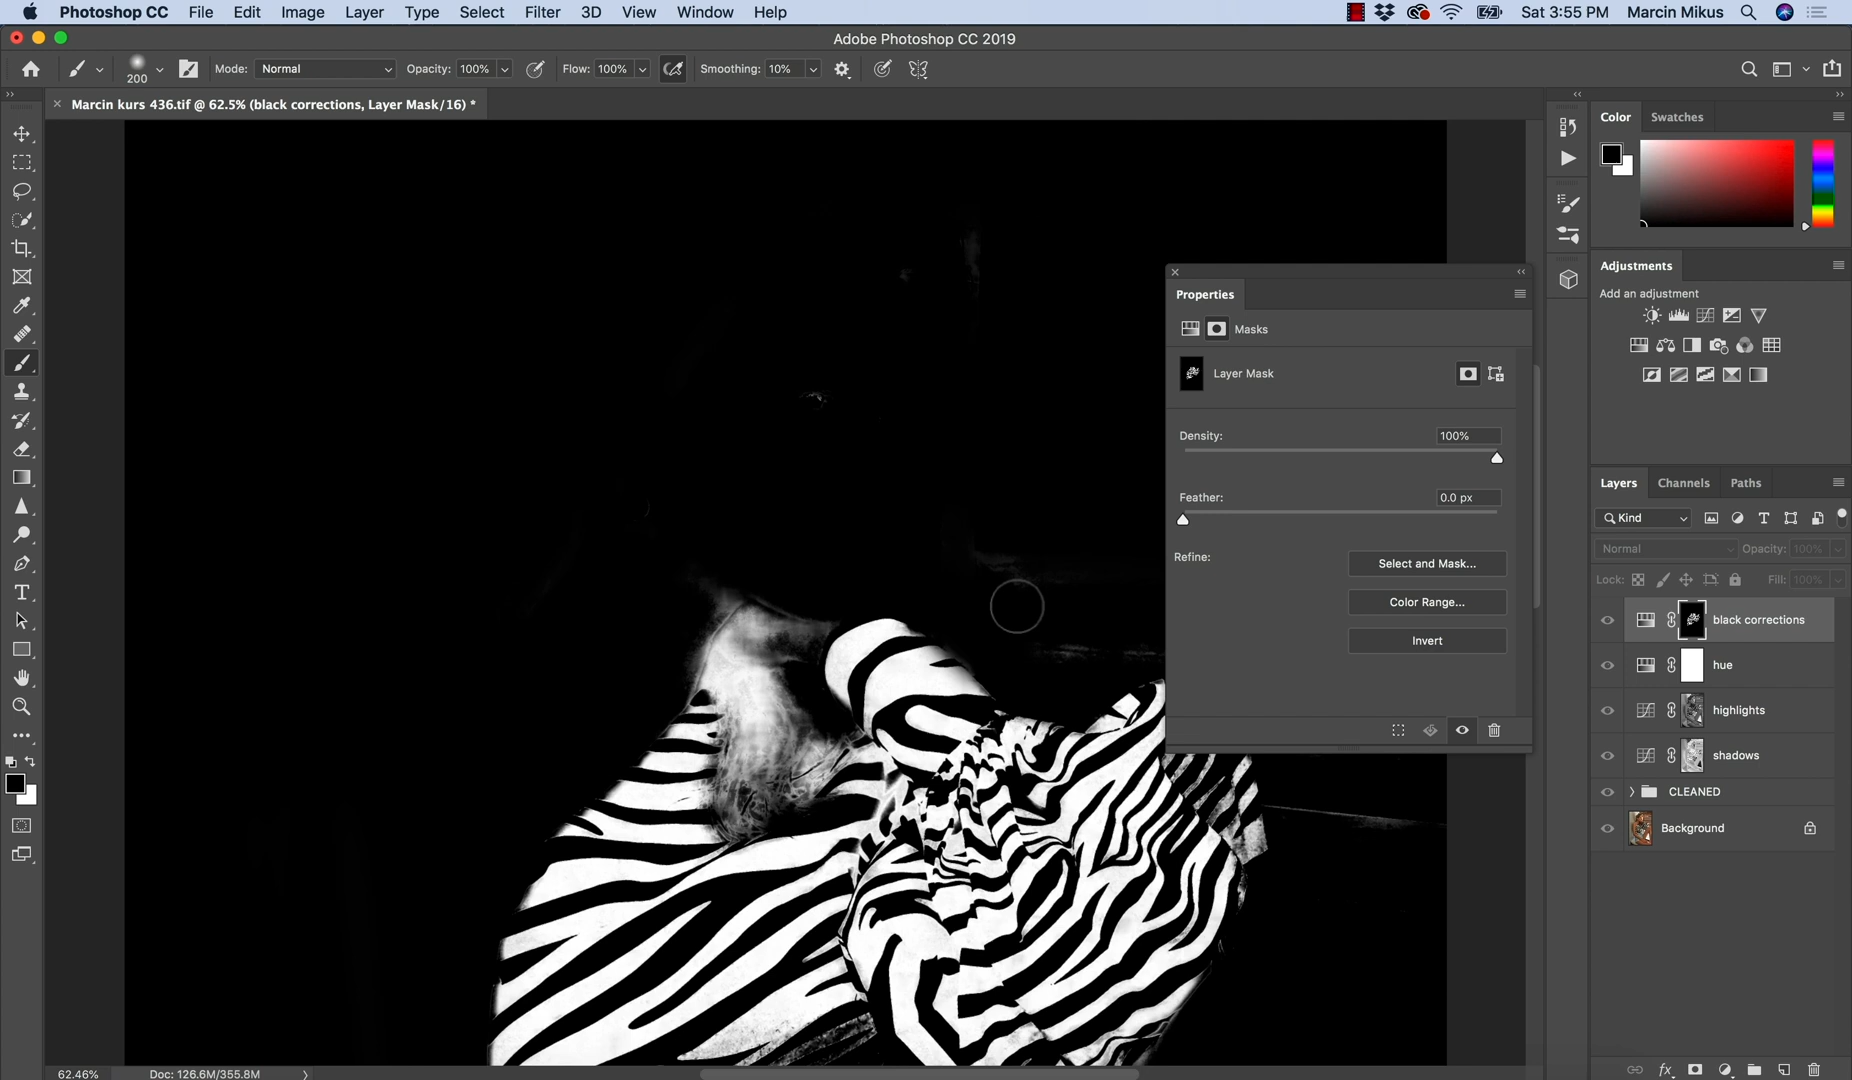 Photoshop CC File Edit Image Layer Type Select Filter 3D View Window Help Sat 3:55 PM Marcin Mikus
Adobe Photoshop CC 2019
200 Mode: Normal Opacity: 100% Flow: 100% Smoothing: 10%
Marcin kurs 436.tif @ 62.5% (black corrections, Layer Mask/16) *
Color Swatches
Adjustments
Add an adjustment
Properties
Masks
Layer Mask
Density: 100%
Feather: 0.0 px
Refine: Select and Mask...
Color Range...
Invert
Layers Channels Paths
Kind
Normal Opacity: 100%
Lock: Fill: 100%
black corrections
hue
highlights
shadows
CLEANED
Background
62.46% Doc: 126.6M/355.8M